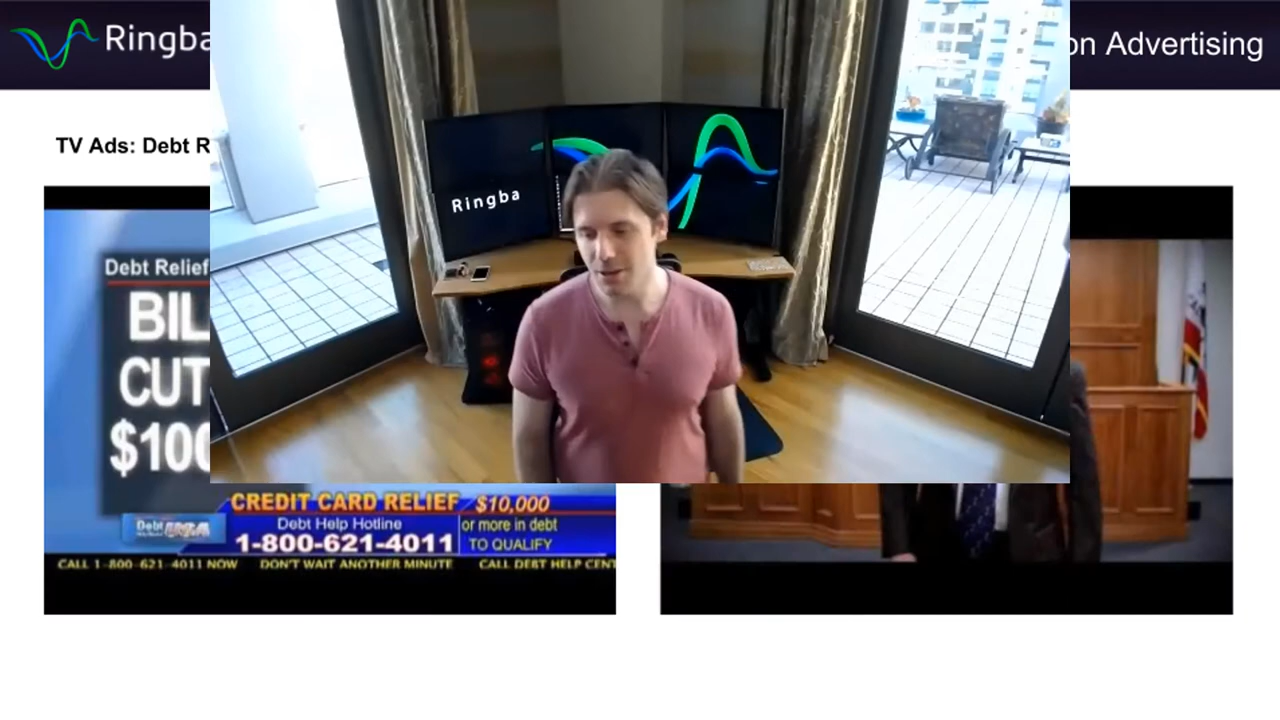 Ringba
on Advertising
TV Ads: Debt R
Ringba
Debt Relief
BIL
CUT
$100
CREDIT CARD RELIEF
$10,000
Debt Help Hotline
or more in debt
1-800-621-4011
TO QUALIFY
Debt
USA
CALL 1-800-621-4011 NOW DON'T WAIT ANOTHER MINUTE CALL DEBT HELP CENT